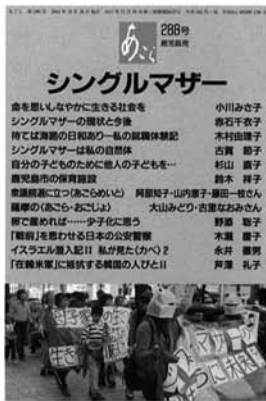 あごら
288号
鹿児島発
シングルマザー
命を思いしなやかに生きる社会を 小川みさ子
シングルマザーの現状と今後 赤石千衣子
待てば海路の日和あり―私の就職体験記 木村由理子
シングルマザーは私の自然体 古賀 節子
自分の子どものために他人の子どもを… 杉山 直子
鹿児島市の保育施設 鈴木 祥子
衆議院選に立つ〈あごらめいと〉 阿部知子・山内恵子・藤田一枝さん
薩摩の〈あごら・おごじょ〉 大山みどり・古里なおみさん
卵で産めれば……少子化に思う 野添 聡子
「戦前」を思わせる日本の公安警察 木瀬 慶子
イスラエル潜入記II 私が見た〈かべ〉2 永井 徹男
「在韓米軍」に抵抗する韓国の人びとII 芦澤 礼子